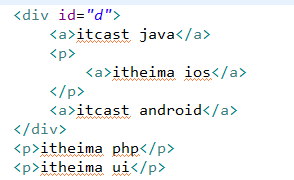 <div id="d">
    <a>itcast java</a>
    <p>
        <a>itheima ios</a>
    </p>
    <a>itcast android</a>
</div>
<p>itheima php</p>
<p>itheima ui</p>